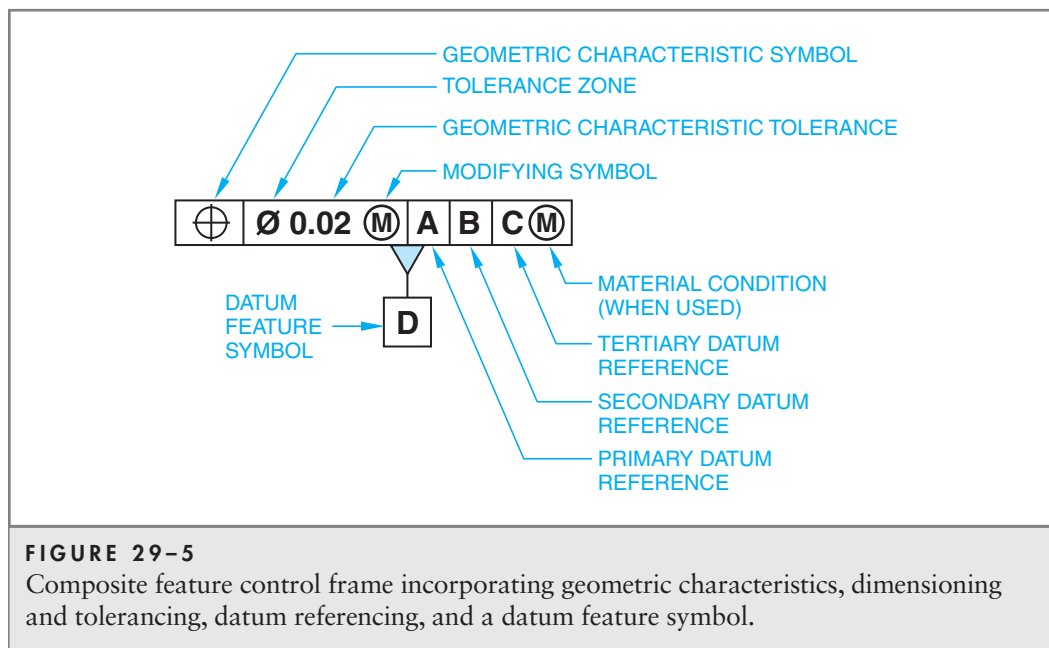 GEOMETRIC CHARACTERISTIC SYMBOL
TOLERANCE ZONE
GEOMETRIC CHARACTERISTIC TOLERANCE
MODIFYING SYMBOL
Ø 0.02 Ⓜ A B C Ⓜ
MATERIAL CONDITION
(WHEN USED)
DATUM
FEATURE
SYMBOL
D
TERTIARY DATUM
REFERENCE
SECONDARY DATUM
REFERENCE
PRIMARY DATUM
REFERENCE
FIGURE 29–5
Composite feature control frame incorporating geometric characteristics, dimensioning
and tolerancing, datum referencing, and a datum feature symbol.